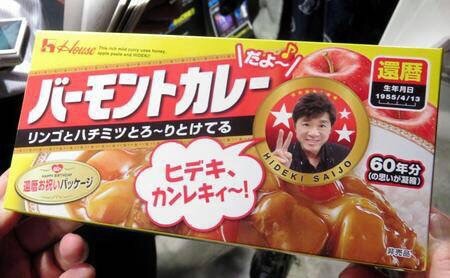 House
This rich mild curry uses honey,
apple paste and HIDEKI!
だよ〜♪
バーモントカレー
リンゴとハチミツとろ〜りとけてる
還暦
生年月日
1955/4/13
HIDEKI SAIJO
ヒデキ、
カンレキィ〜!
60年分
(の思いが凝縮)
HAPPY BIRTHDAY
還暦お祝いパッケージ
非売品